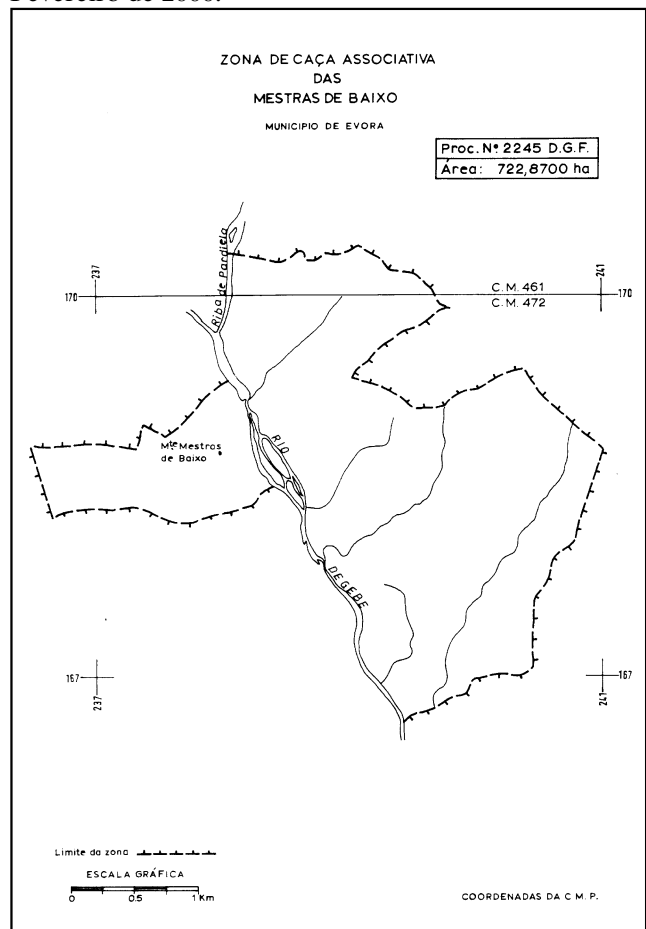 Fevereiro de 2000.
ZONA DE CAÇA ASSOCIATIVA
DAS
MESTRAS DE BAIXO
MUNICIPIO DE EVORA
Proc. Nº 2245 D.G.F.
Área: 722,8700 ha
237
241
Riba de Pardiela
170
C. M. 461
C. M. 472
170
Mte Mestros
de Baixo
RIO
DEGEBE
167
167
237
241
Limite da zona
ESCALA GRÁFICA
0 0.5 1 Km
COORDENADAS DA C M. P.